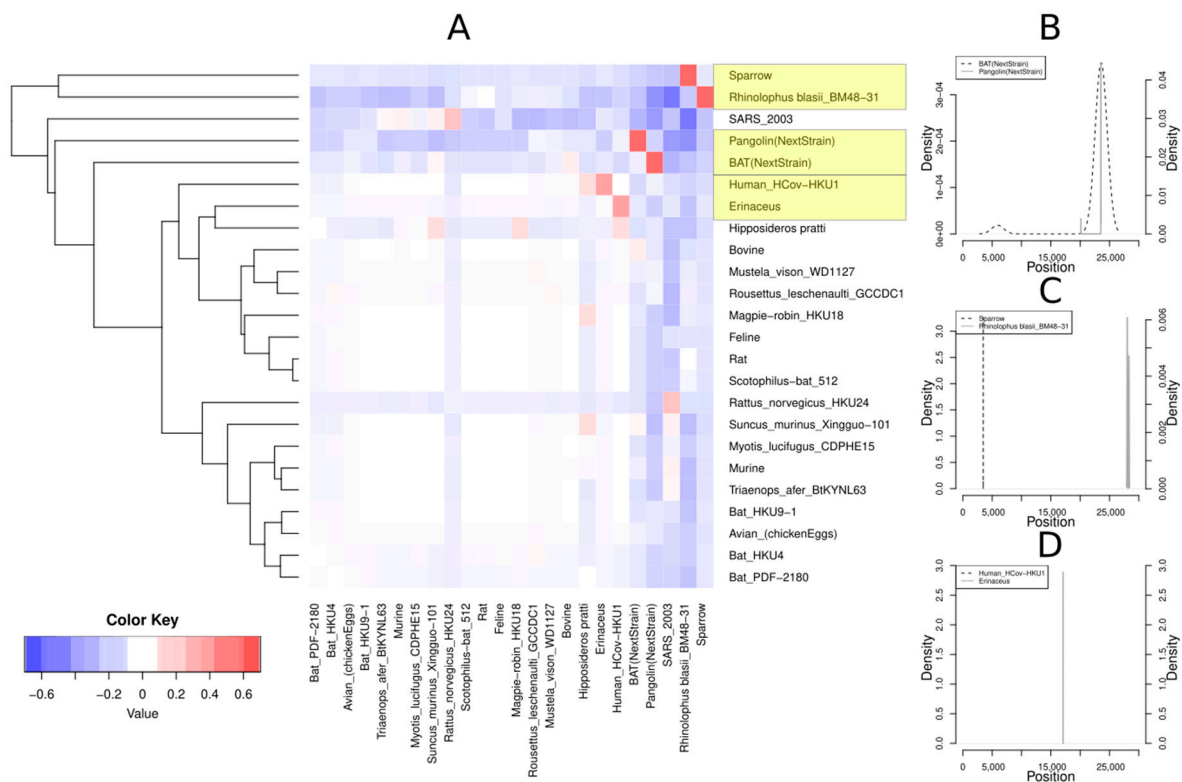 A
Sparrow
Rhinolophus blasii_BM48-31
SARS_2003
Pangolin(NextStrain)
BAT(NextStrain)
Human_HCov-HKU1
Erinaceus
Hipposideros pratti
Bovine
Mustela_vison_WD1127
Rousettus_leschenaulti_GCCDC1
Magpie-robin_HKU18
Feline
Rat
Scotophilus-bat_512
Rattus_norvegicus_HKU24
Suncus_murinus_Xingguo-101
Myotis_lucifugus_CDPHE15
Murine
Triaenops_afer_BtKYNL63
Bat_HKU9-1
Avian_(chickenEggs)
Bat_HKU4
Bat_PDF-2180
Bat_PDF-2180
Bat_HKU4
Avian_(chickenEggs)
Bat_HKU9-1
Triaenops_afer_BtKYNL63
Murine
Myotis_lucifugus_CDPHE15
Suncus_murinus_Xingguo-101
Rattus_norvegicus_HKU24
Scotophilus-bat_512
Rat
Feline
Magpie-robin_HKU18
Rousettus_leschenaulti_GCCDC1
Mustela_vison_WD1127
Bovine
Hipposideros pratti
Erinaceus
Human_HCov-HKU1
BAT(NextStrain)
Pangolin(NextStrain)
SARS_2003
Rhinolophus blasii_BM48-31
Sparrow
Color Key
-0.6 -0.4 -0.2 0 0.2 0.4 0.6
Value
B
BAT(NextStrain)
Pangolin(NextStrain)
Density
0e+00 1e-04 2e-04 3e-04
0.00 0.01 0.02 0.03 0.04
Density
0 5,000 15,000 25,000
Position
C
Sparrow
Rhinolophus blasii_BM48-31
Density
0.0 0.5 1.0 1.5 2.0 2.5 3.0
0.000 0.002 0.004 0.006
Density
0 5,000 15,000 25,000
Position
D
Human_HCov-HKU1
Erinaceus
Density
0.0 0.5 1.0 1.5 2.0 2.5 3.0
0.0 0.5 1.0 1.5 2.0 2.5 3.0
Density
0 5,000 15,000 25,000
Position